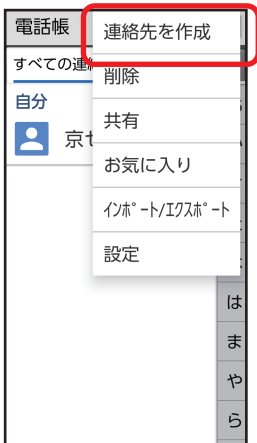 電話帳
連絡先を作成
すべての連
削除
自分
共有
京セ
お気に入り
ｲﾝﾎﾟｰﾄ/ｴｸｽﾎﾟｰﾄ
設定
は
ま
や
ら